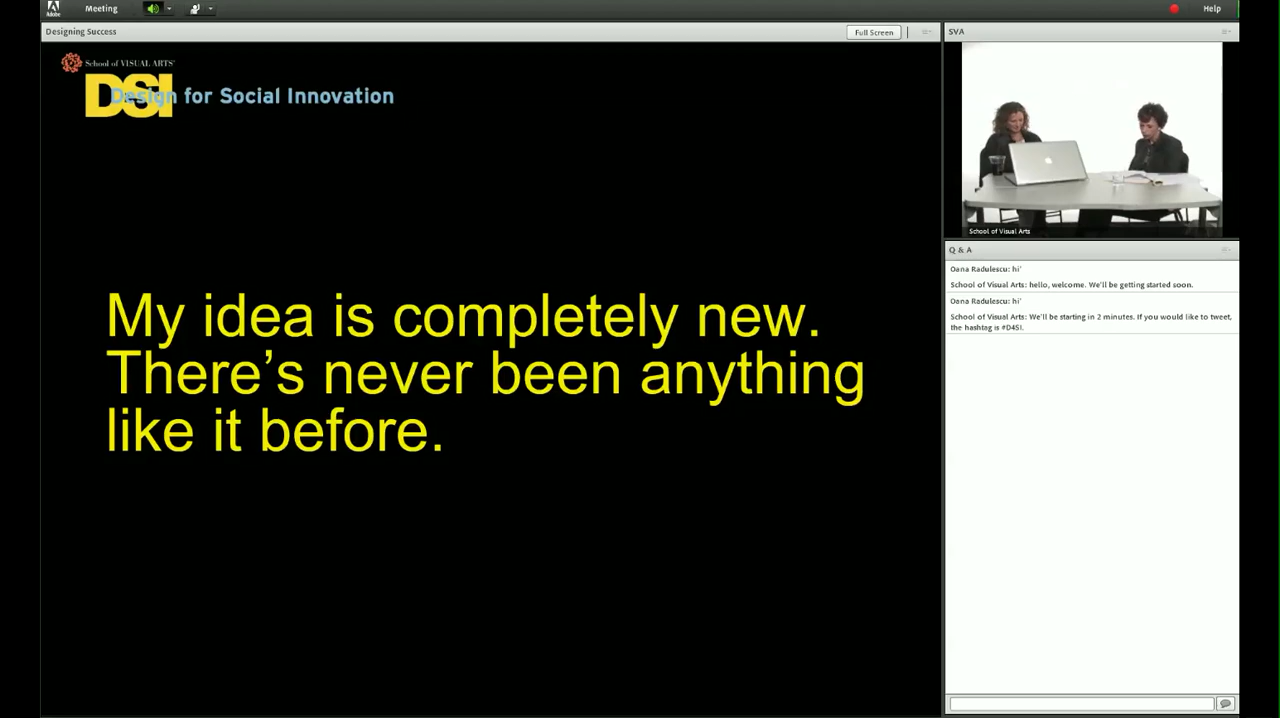 Meeting
Help
Designing Success
Full Screen
SVA
School of VISUAL ARTS
DSI
Design for Social Innovation
My idea is completely new.
There's never been anything
like it before.
School of Visual Arts
Q & A
Oana Radulescu: hi'
School of Visual Arts: hello, welcome. We'll be getting started soon.
Oana Radulescu: hi'
School of Visual Arts: We'll be starting in 2 minutes. If you would like to tweet,
the hashtag is #D4SI.